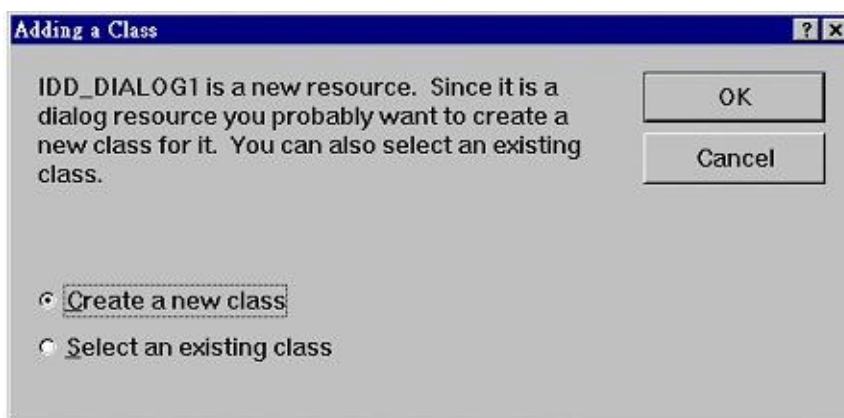 Adding a Class
IDD_DIALOG1 is a new resource. Since it is a
dialog resource you probably want to create a
new class for it. You can also select an existing
class.
OK
Cancel
Create a new class
Select an existing class